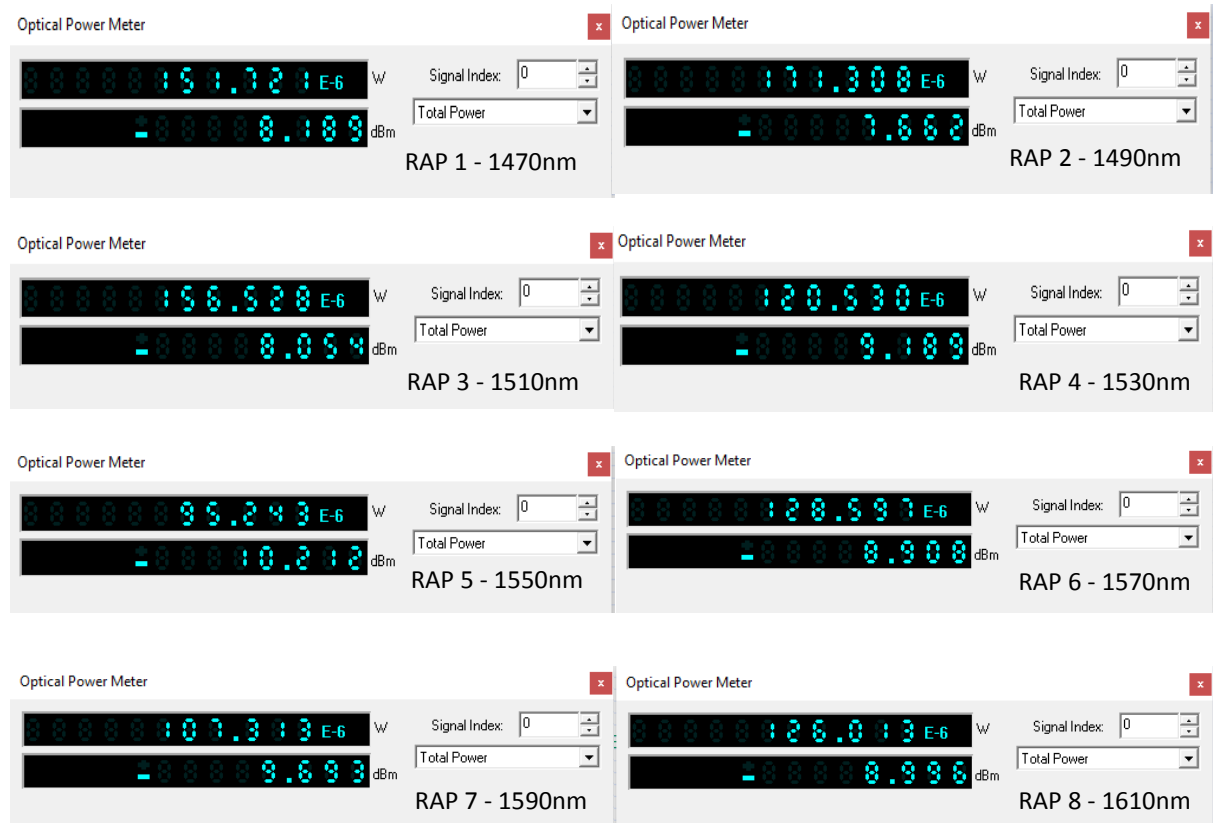 Optical Power Meter x
151.721 E-6 W Signal Index: 0
- 8.189 dBm Total Power
RAP 1 - 1470nm
Optical Power Meter x
171.308 E-6 W Signal Index: 0
- 7.662 dBm Total Power
RAP 2 - 1490nm
Optical Power Meter x
156.528 E-6 W Signal Index: 0
- 8.054 dBm Total Power
RAP 3 - 1510nm
Optical Power Meter x
120.530 E-6 W Signal Index: 0
- 9.189 dBm Total Power
RAP 4 - 1530nm
Optical Power Meter x
95.243 E-6 W Signal Index: 0
- 10.212 dBm Total Power
RAP 5 - 1550nm
Optical Power Meter x
128.597 E-6 W Signal Index: 0
- 8.908 dBm Total Power
RAP 6 - 1570nm
Optical Power Meter x
107.313 E-6 W Signal Index: 0
- 9.693 dBm Total Power
RAP 7 - 1590nm
Optical Power Meter x
126.013 E-6 W Signal Index: 0
- 8.996 dBm Total Power
RAP 8 - 1610nm